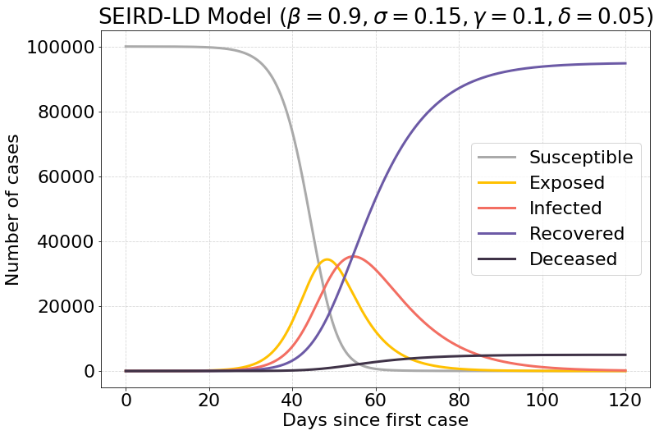 SEIRD-LD Model (β = 0.9, σ = 0.15, γ = 0.1, δ = 0.05)
Number of cases
100000
80000
60000
40000
20000
0
Susceptible
Exposed
Infected
Recovered
Deceased
0 20 40 60 80 100 120
Days since first case